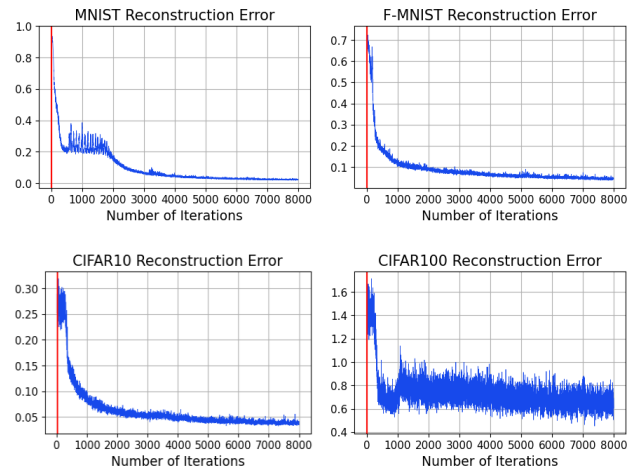 MNIST Reconstruction Error
1.0
0.8
0.6
0.4
0.2
0.0
0 1000 2000 3000 4000 5000 6000 7000 8000
Number of Iterations
F-MNIST Reconstruction Error
0.7
0.6
0.5
0.4
0.3
0.2
0.1
0 1000 2000 3000 4000 5000 6000 7000 8000
Number of Iterations
CIFAR10 Reconstruction Error
0.30
0.25
0.20
0.15
0.10
0.05
0 1000 2000 3000 4000 5000 6000 7000 8000
Number of Iterations
CIFAR100 Reconstruction Error
1.6
1.4
1.2
1.0
0.8
0.6
0.4
0 1000 2000 3000 4000 5000 6000 7000 8000
Number of Iterations